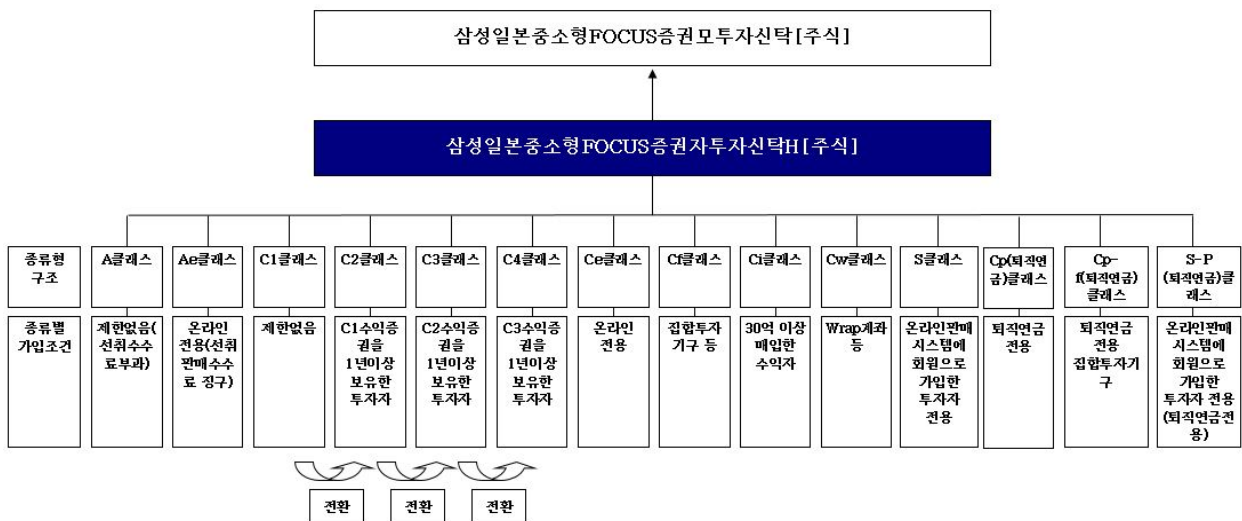 삼성일본중소형FOCUS증권모투자신탁[주식]
삼성일본중소형FOCUS증권자투자신탁H[주식]
종류형
구조
A클래스
Ae클래스
C1클래스
C2클래스
C3클래스
C4클래스
Ce클래스
Cf클래스
Ci클래스
Cw클래스
S클래스
Cp(퇴직연
금)클래스
Cp-
f(퇴직연금)
클래스
S-P
(퇴직연금)클
래스
종류별
가입조건
제한없음(
선취수수
료부과)
온라인
전용(선취
판매수수
료 징구)
제한없음
C1수익증
권을
1년이상
보유한
투자자
C2수익증
권을
1년이상
보유한
투자자
C3수익증
권을
1년이상
보유한
투자자
온라인
전용
집합투자
기구 등
30억 이상
매입한
수익자
Wrap계좌
등
온라인판매
시스템에
회원으로
가입한
투자자
전용
퇴직연금
전용
퇴직연금
전용
집합투자기
구
온라인판매
시스템에
회원으로
가입한
투자자 전용
(퇴직연금전
용)
전환
전환
전환